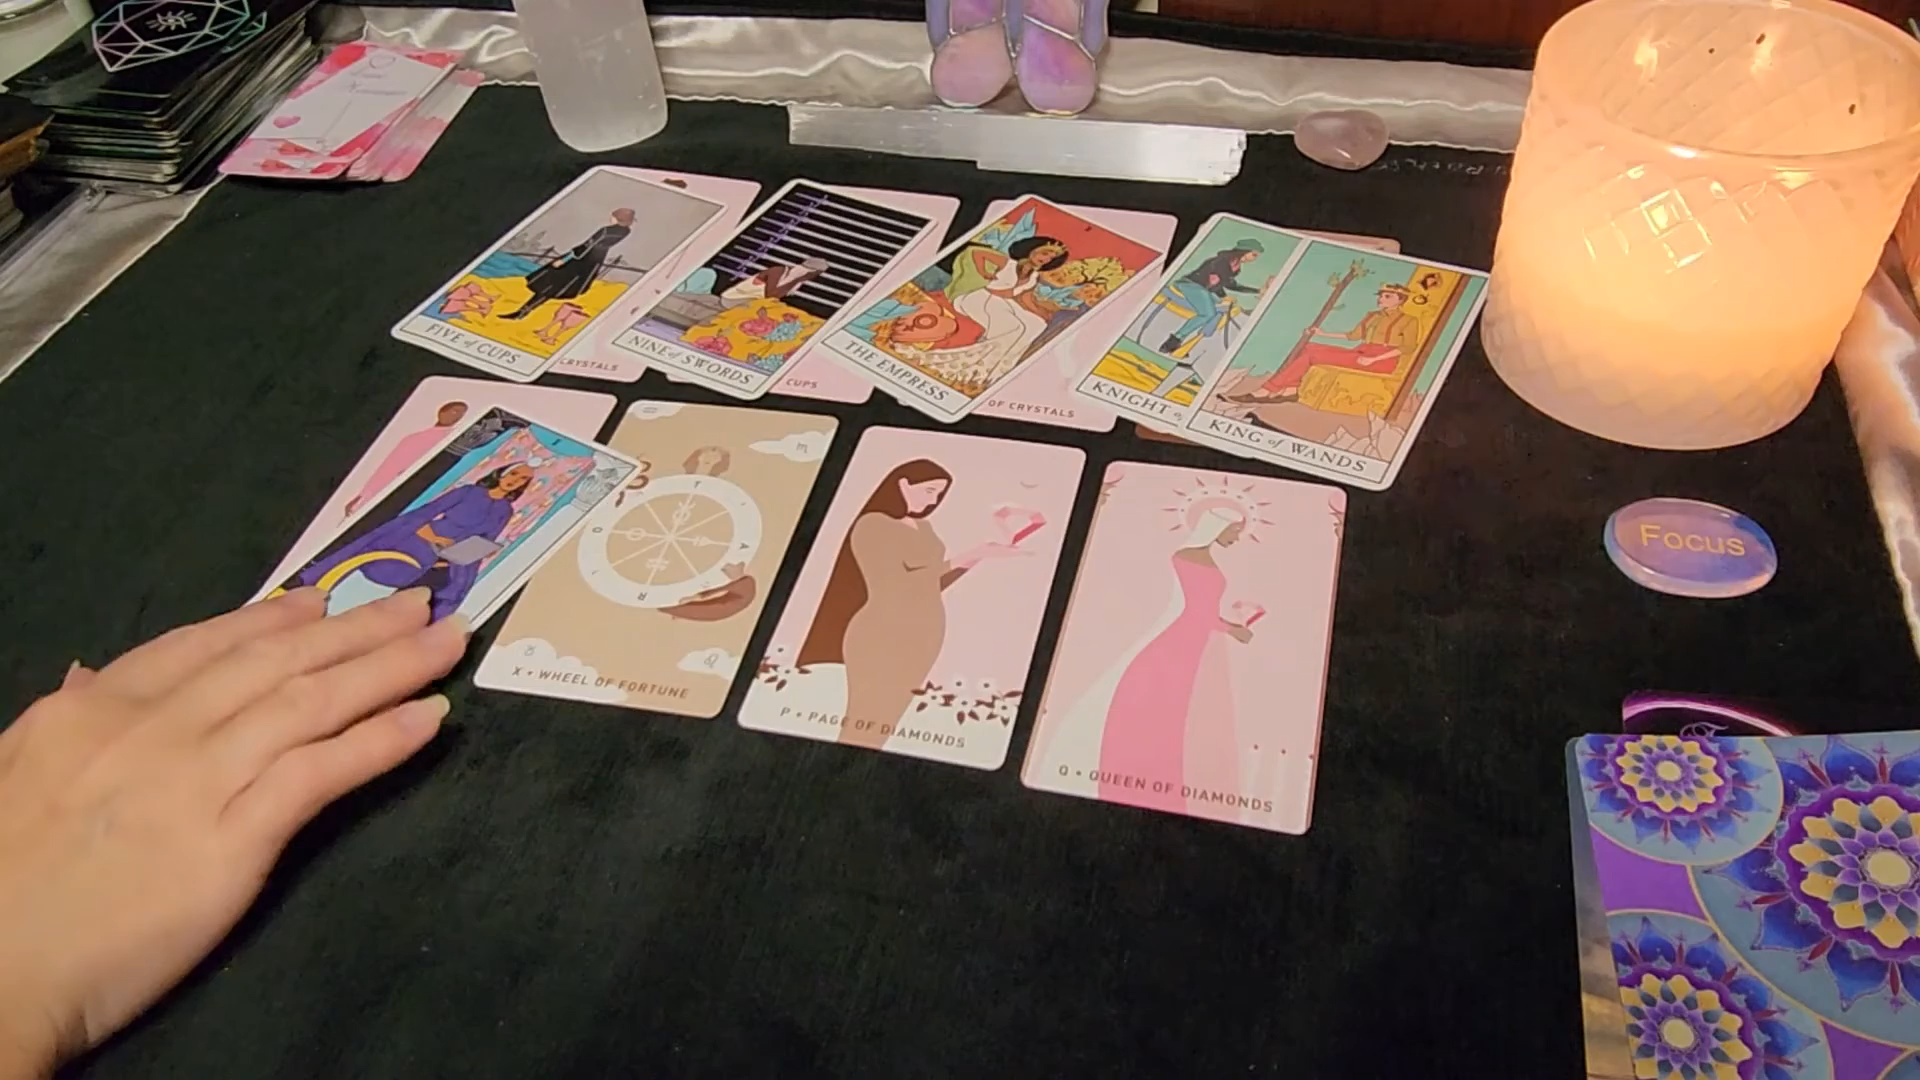 FIVE of CUPS
CRYSTALS
NINE of SWORDS
CUPS
THE EMPRESS
OF CRYSTALS
KNIGHT of
KING of WANDS
I
X • WHEEL OF FORTUNE
P • PAGE OF DIAMONDS
Q • QUEEN OF DIAMONDS
Focus